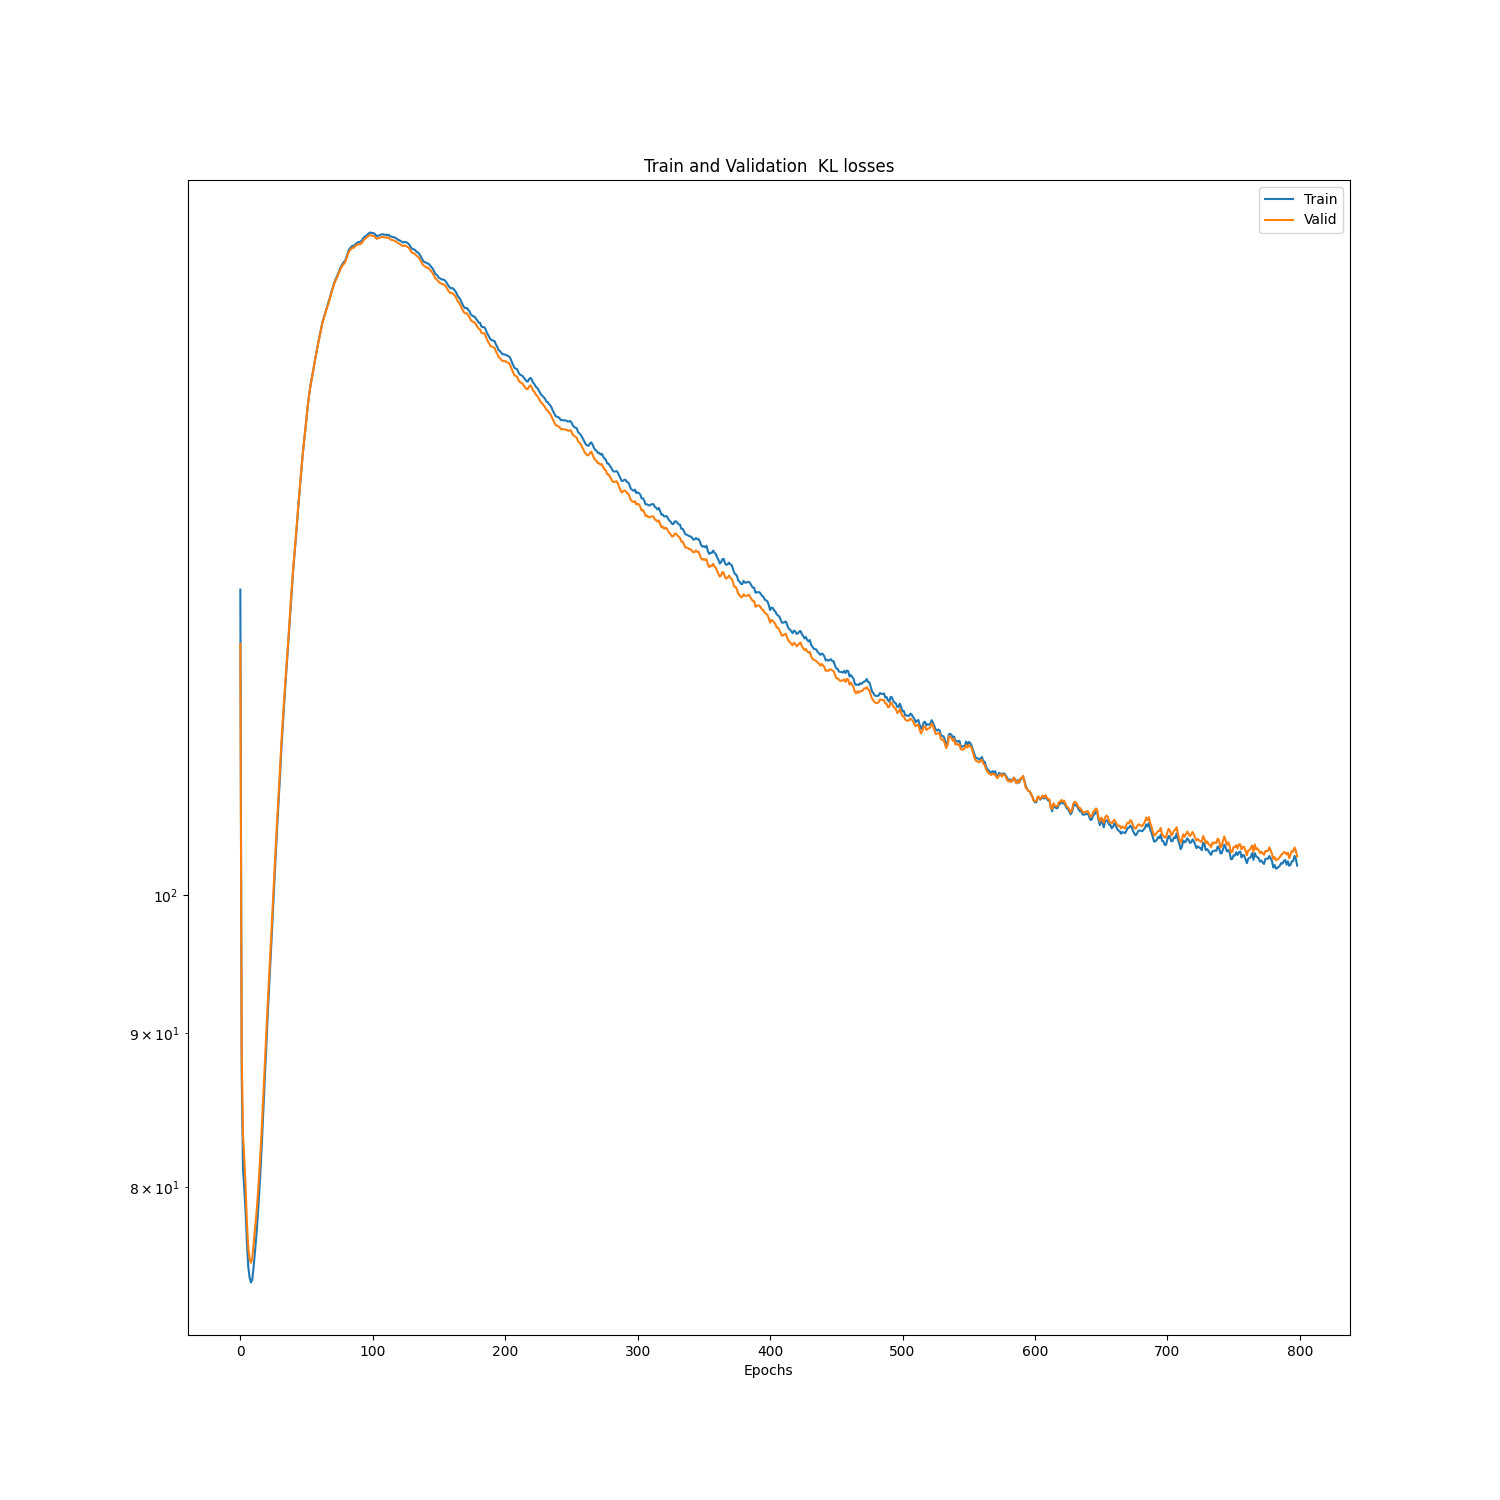 Train and Validation  KL losses
Train
Valid
10²
9 × 10¹
8 × 10¹
0 100 200 300 400 500 600 700 800
Epochs